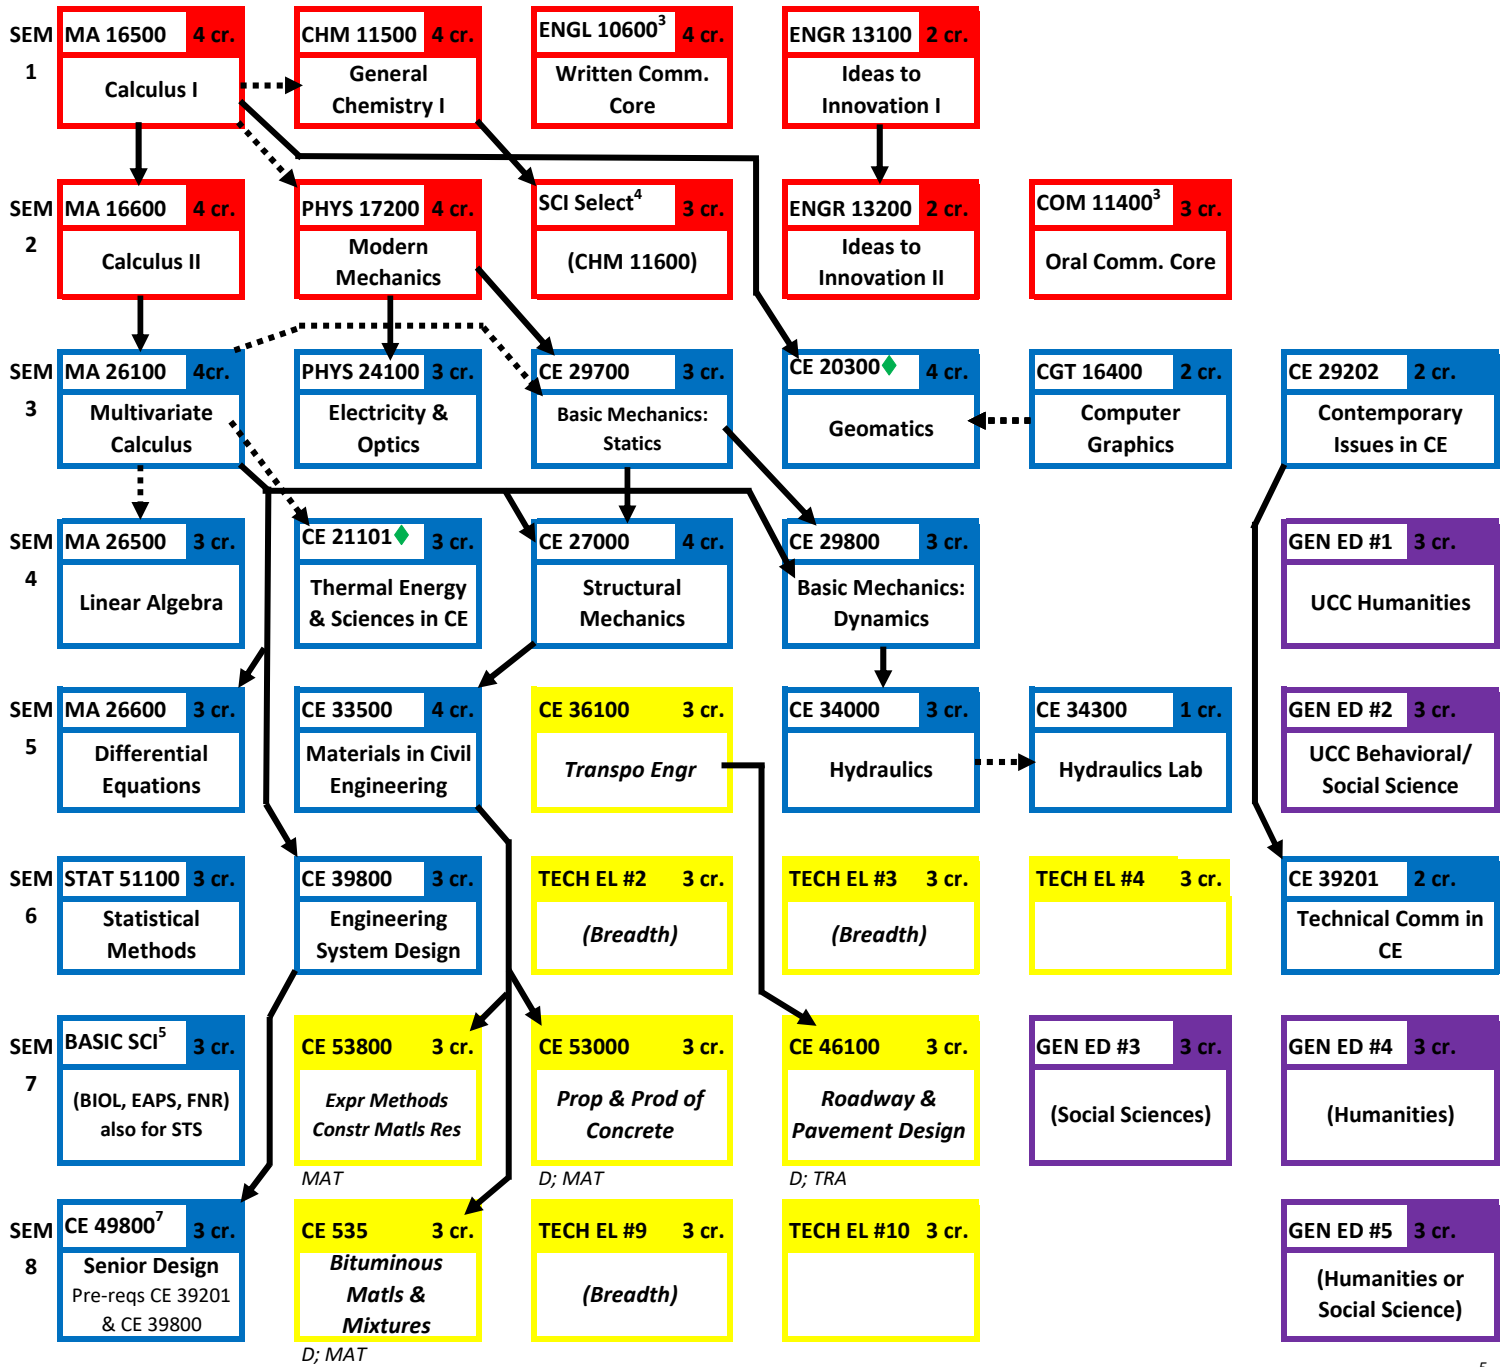 SEM 1
MA 16500 4 cr.
Calculus I
CHM 11500 4 cr.
General
Chemistry I
ENGL 10600³ 4 cr.
Written Comm.
Core
ENGR 13100 2 cr.
Ideas to
Innovation I
SEM 2
MA 16600 4 cr.
Calculus II
PHYS 17200 4 cr.
Modern
Mechanics
SCI Select⁴ 3 cr.
(CHM 11600)
ENGR 13200 2 cr.
Ideas to
Innovation II
COM 11400³ 3 cr.
Oral Comm. Core
SEM 3
MA 26100 4cr.
Multivariate
Calculus
PHYS 24100 3 cr.
Electricity &
Optics
CE 29700 3 cr.
Basic Mechanics:
Statics
CE 20300♦ 4 cr.
Geomatics
CGT 16400 2 cr.
Computer
Graphics
CE 29202 2 cr.
Contemporary
Issues in CE
SEM 4
MA 26500 3 cr.
Linear Algebra
CE 21101♦ 3 cr.
Thermal Energy
& Sciences in CE
CE 27000 4 cr.
Structural
Mechanics
CE 29800 3 cr.
Basic Mechanics:
Dynamics
GEN ED #1 3 cr.
UCC Humanities
SEM 5
MA 26600 3 cr.
Differential
Equations
CE 33500 4 cr.
Materials in Civil
Engineering
CE 36100 3 cr.
Transpo Engr
CE 34000 3 cr.
Hydraulics
CE 34300 1 cr.
Hydraulics Lab
GEN ED #2 3 cr.
UCC Behavioral/
Social Science
SEM 6
STAT 51100 3 cr.
Statistical
Methods
CE 39800 3 cr.
Engineering
System Design
TECH EL #2 3 cr.
(Breadth)
TECH EL #3 3 cr.
(Breadth)
TECH EL #4 3 cr.
CE 39201 2 cr.
Technical Comm in
CE
SEM 7
BASIC SCI⁵ 3 cr.
(BIOL, EAPS, FNR)
also for STS
CE 53800 3 cr.
Expr Methods
Constr Matls Res
MAT
CE 53000 3 cr.
Prop & Prod of
Concrete
D; MAT
CE 46100 3 cr.
Roadway &
Pavement Design
D; TRA
GEN ED #3 3 cr.
(Social Sciences)
GEN ED #4 3 cr.
(Humanities)
SEM 8
CE 49800⁷ 3 cr.
Senior Design
Pre-reqs CE 39201
& CE 39800
CE 535 3 cr.
Bituminous
Matls &
Mixtures
D; MAT
TECH EL #9 3 cr.
(Breadth)
TECH EL #10 3 cr.
GEN ED #5 3 cr.
(Humanities or
Social Science)
5